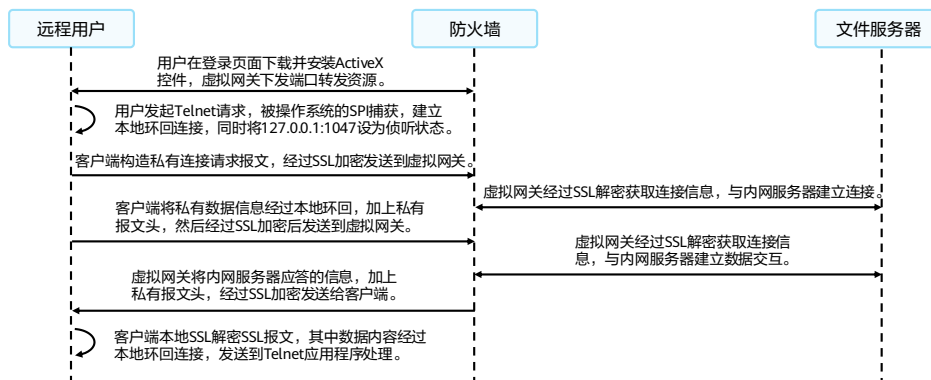 远程用户
防火墙
文件服务器
用户在登录页面下载并安装ActiveX
控件，虚拟网关下发端口转发资源。
用户发起Telnet请求，被操作系统的SPI捕获，建立
本地环回连接，同时将127.0.0.1:1047设为侦听状态。
客户端构造私有连接请求报文，经过SSL加密发送到虚拟网关。
虚拟网关经过SSL解密获取连接信息，与内网服务器建立连接。
客户端将私有数据信息经过本地环回，加上私有
报文头，然后经过SSL加密后发送到虚拟网关。
虚拟网关经过SSL解密获取连接信
息，与内网服务器建立数据交互。
虚拟网关将内网服务器应答的信息，加上
私有报文头，经过SSL加密发送给客户端。
客户端本地SSL解密SSL报文，其中数据内容经过
本地环回连接，发送到Telnet应用程序处理。